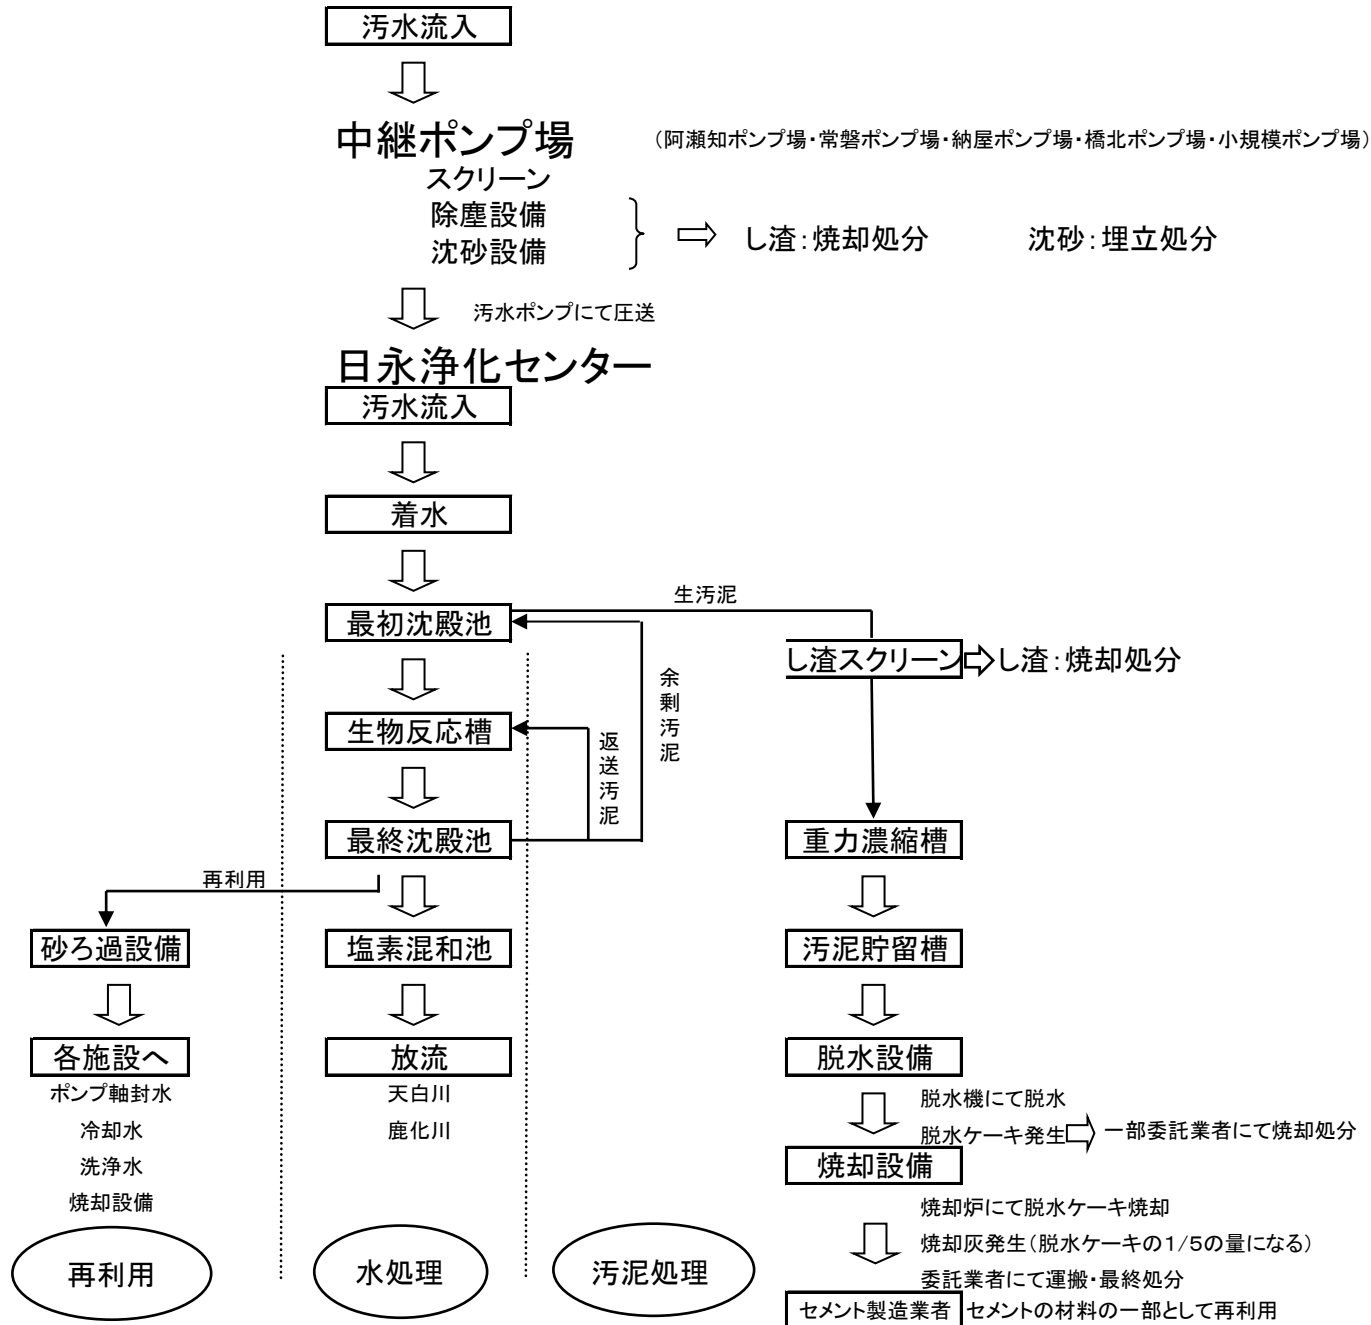 汚水流入
中継ポンプ場
（阿瀬知ポンプ場・常磐ポンプ場・納屋ポンプ場・橋北ポンプ場・小規模ポンプ場）
スクリーン
除塵設備
沈砂設備
し渣：焼却処分
沈砂：埋立処分
汚水ポンプにて圧送
日永浄化センター
汚水流入
着水
最初沈殿池
生汚泥
し渣スクリーン
し渣：焼却処分
余剰汚泥
生物反応槽
返送汚泥
最終沈殿池
重力濃縮槽
再利用
砂ろ過設備
塩素混和池
汚泥貯留槽
各施設へ
放流
脱水設備
ポンプ軸封水
天白川
脱水機にて脱水
冷却水
鹿化川
脱水ケーキ発生
一部委託業者にて焼却処分
洗浄水
焼却設備
焼却設備
焼却炉にて脱水ケーキ焼却
焼却灰発生（脱水ケーキの１／５の量になる）
委託業者にて運搬・最終処分
再利用
水処理
汚泥処理
セメント製造業者
セメントの材料の一部として再利用